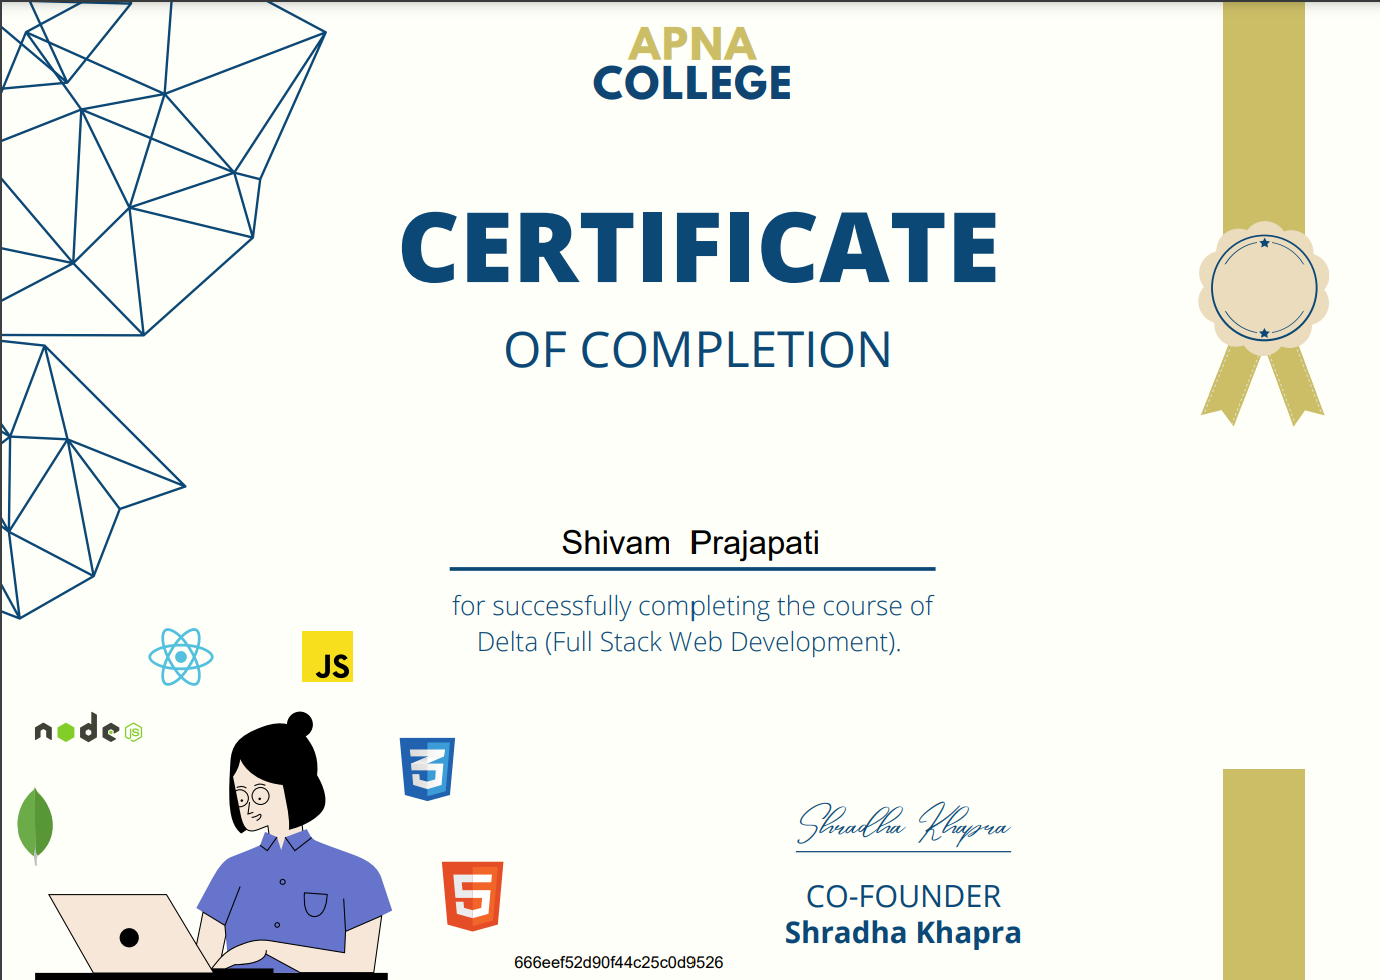 APNA
COLLEGE
CERTIFICATE
OF COMPLETION
Shivam Prajapati
for successfully completing the course of
Delta (Full Stack Web Development).
JS
node JS
3
5
Shradha Khapra
CO-FOUNDER
Shradha Khapra
666eef52d90f44c25c0d9526